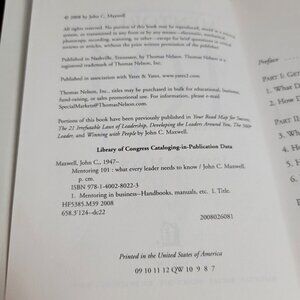 © 2008 by John C. Maxwell
All rights reserved. No portion of this book may be reproduced, stored in a retrieval
system, or transmitted in any form or by any means—electronic, mechanical,
photocopy, recording, scanning, or other—except for brief quotations in critical
reviews or articles, without the prior written permission of the publisher.
Published in Nashville, Tennessee, by Thomas Nelson. Thomas Nelson is a
registered trademark of Thomas Nelson, Inc.
Published in association with Yates & Yates, www.yates2.com.
Thomas Nelson, Inc., titles may be purchased in bulk for educational, business,
fund-raising, or sales promotional use. For information, please e-mail
SpecialMarkets@ThomasNelson.com.
Portions of this book have been previously published in Your Road Map for Success,
The 21 Irrefutable Laws of Leadership, Developing the Leaders Around You, The 360°
Leader, and Winning with People by John C. Maxwell.
Library of Congress Cataloging-in-Publication Data
Maxwell, John C., 1947–
Mentoring 101 : what every leader needs to know / John C. Maxwell.
p. cm.
ISBN 978-1-4002-8022-3
1. Mentoring in business—Handbooks, manuals, etc. I. Title.
HF5385.M39 2008
658.3'124–dc22
2008026081
Printed in the United States of America
09 10 11 12 QW 10 9 8 7
Preface
PART I: GET
1. What D
2. How
PART II
3. W
4. H
5.